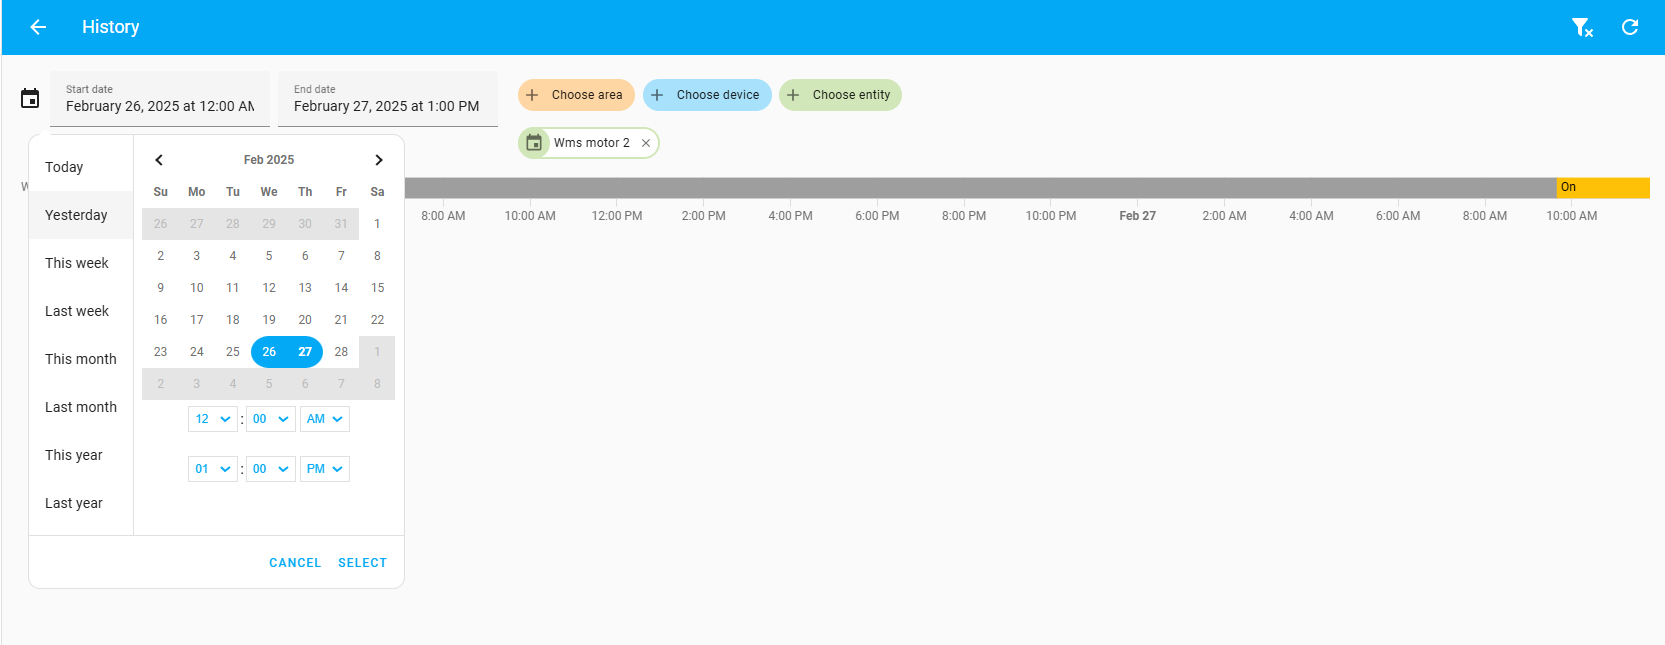 History
Start date
February 26, 2025 at 12:00 AM
End date
February 27, 2025 at 1:00 PM
Choose area
Choose device
Choose entity
Wms motor 2
Today
Yesterday
This week
Last week
This month
Last month
This year
Last year
Feb 2025
Su Mo Tu We Th Fr Sa
26 27 28 29 30 31 1
2 3 4 5 6 7 8
9 10 11 12 13 14 15
16 17 18 19 20 21 22
23 24 25 26 27 28 1
2 3 4 5 6 7 8
12 : 00 AM
01 : 00 PM
CANCEL SELECT
W
On
8:00 AM 10:00 AM 12:00 PM 2:00 PM 4:00 PM 6:00 PM 8:00 PM 10:00 PM Feb 27 2:00 AM 4:00 AM 6:00 AM 8:00 AM 10:00 AM